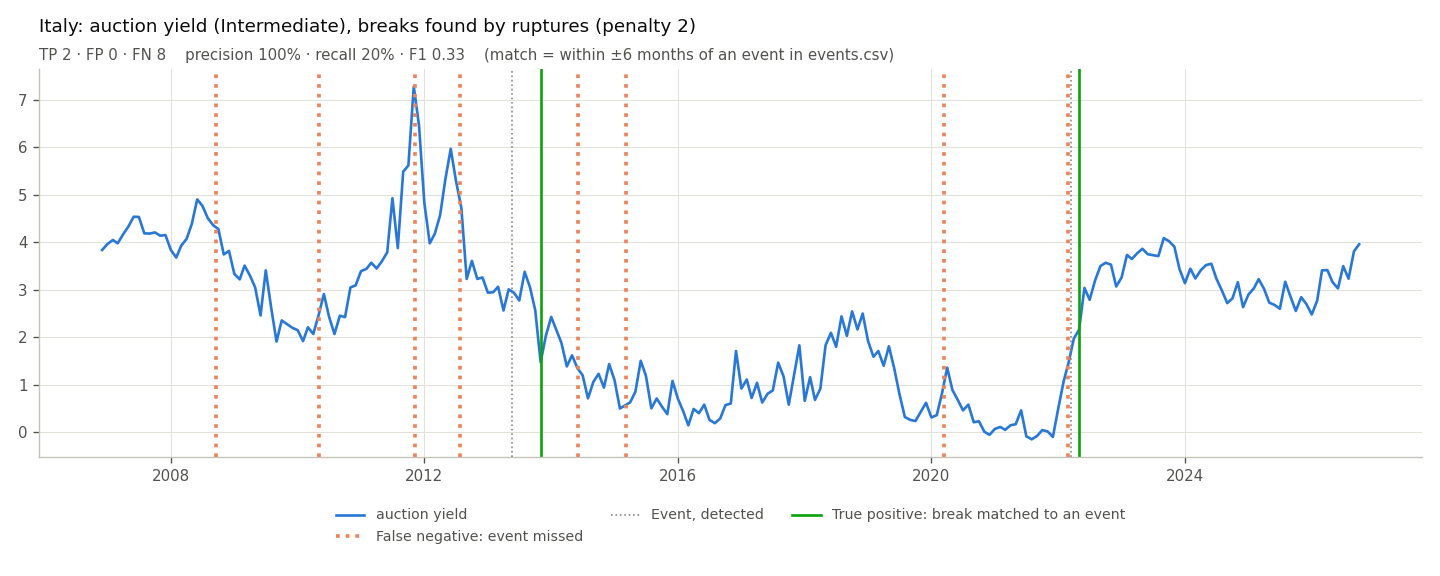 Italy: auction yield (Intermediate), breaks found by ruptures (penalty 2)
TP 2 · FP 0 · FN 8    precision 100% · recall 20% · F1 0.33    (match = within ±6 months of an event in events.csv)
7
6
5
4
3
2
1
0
2008 2012 2016 2020 2024
auction yield
False negative: event missed
Event, detected
True positive: break matched to an event